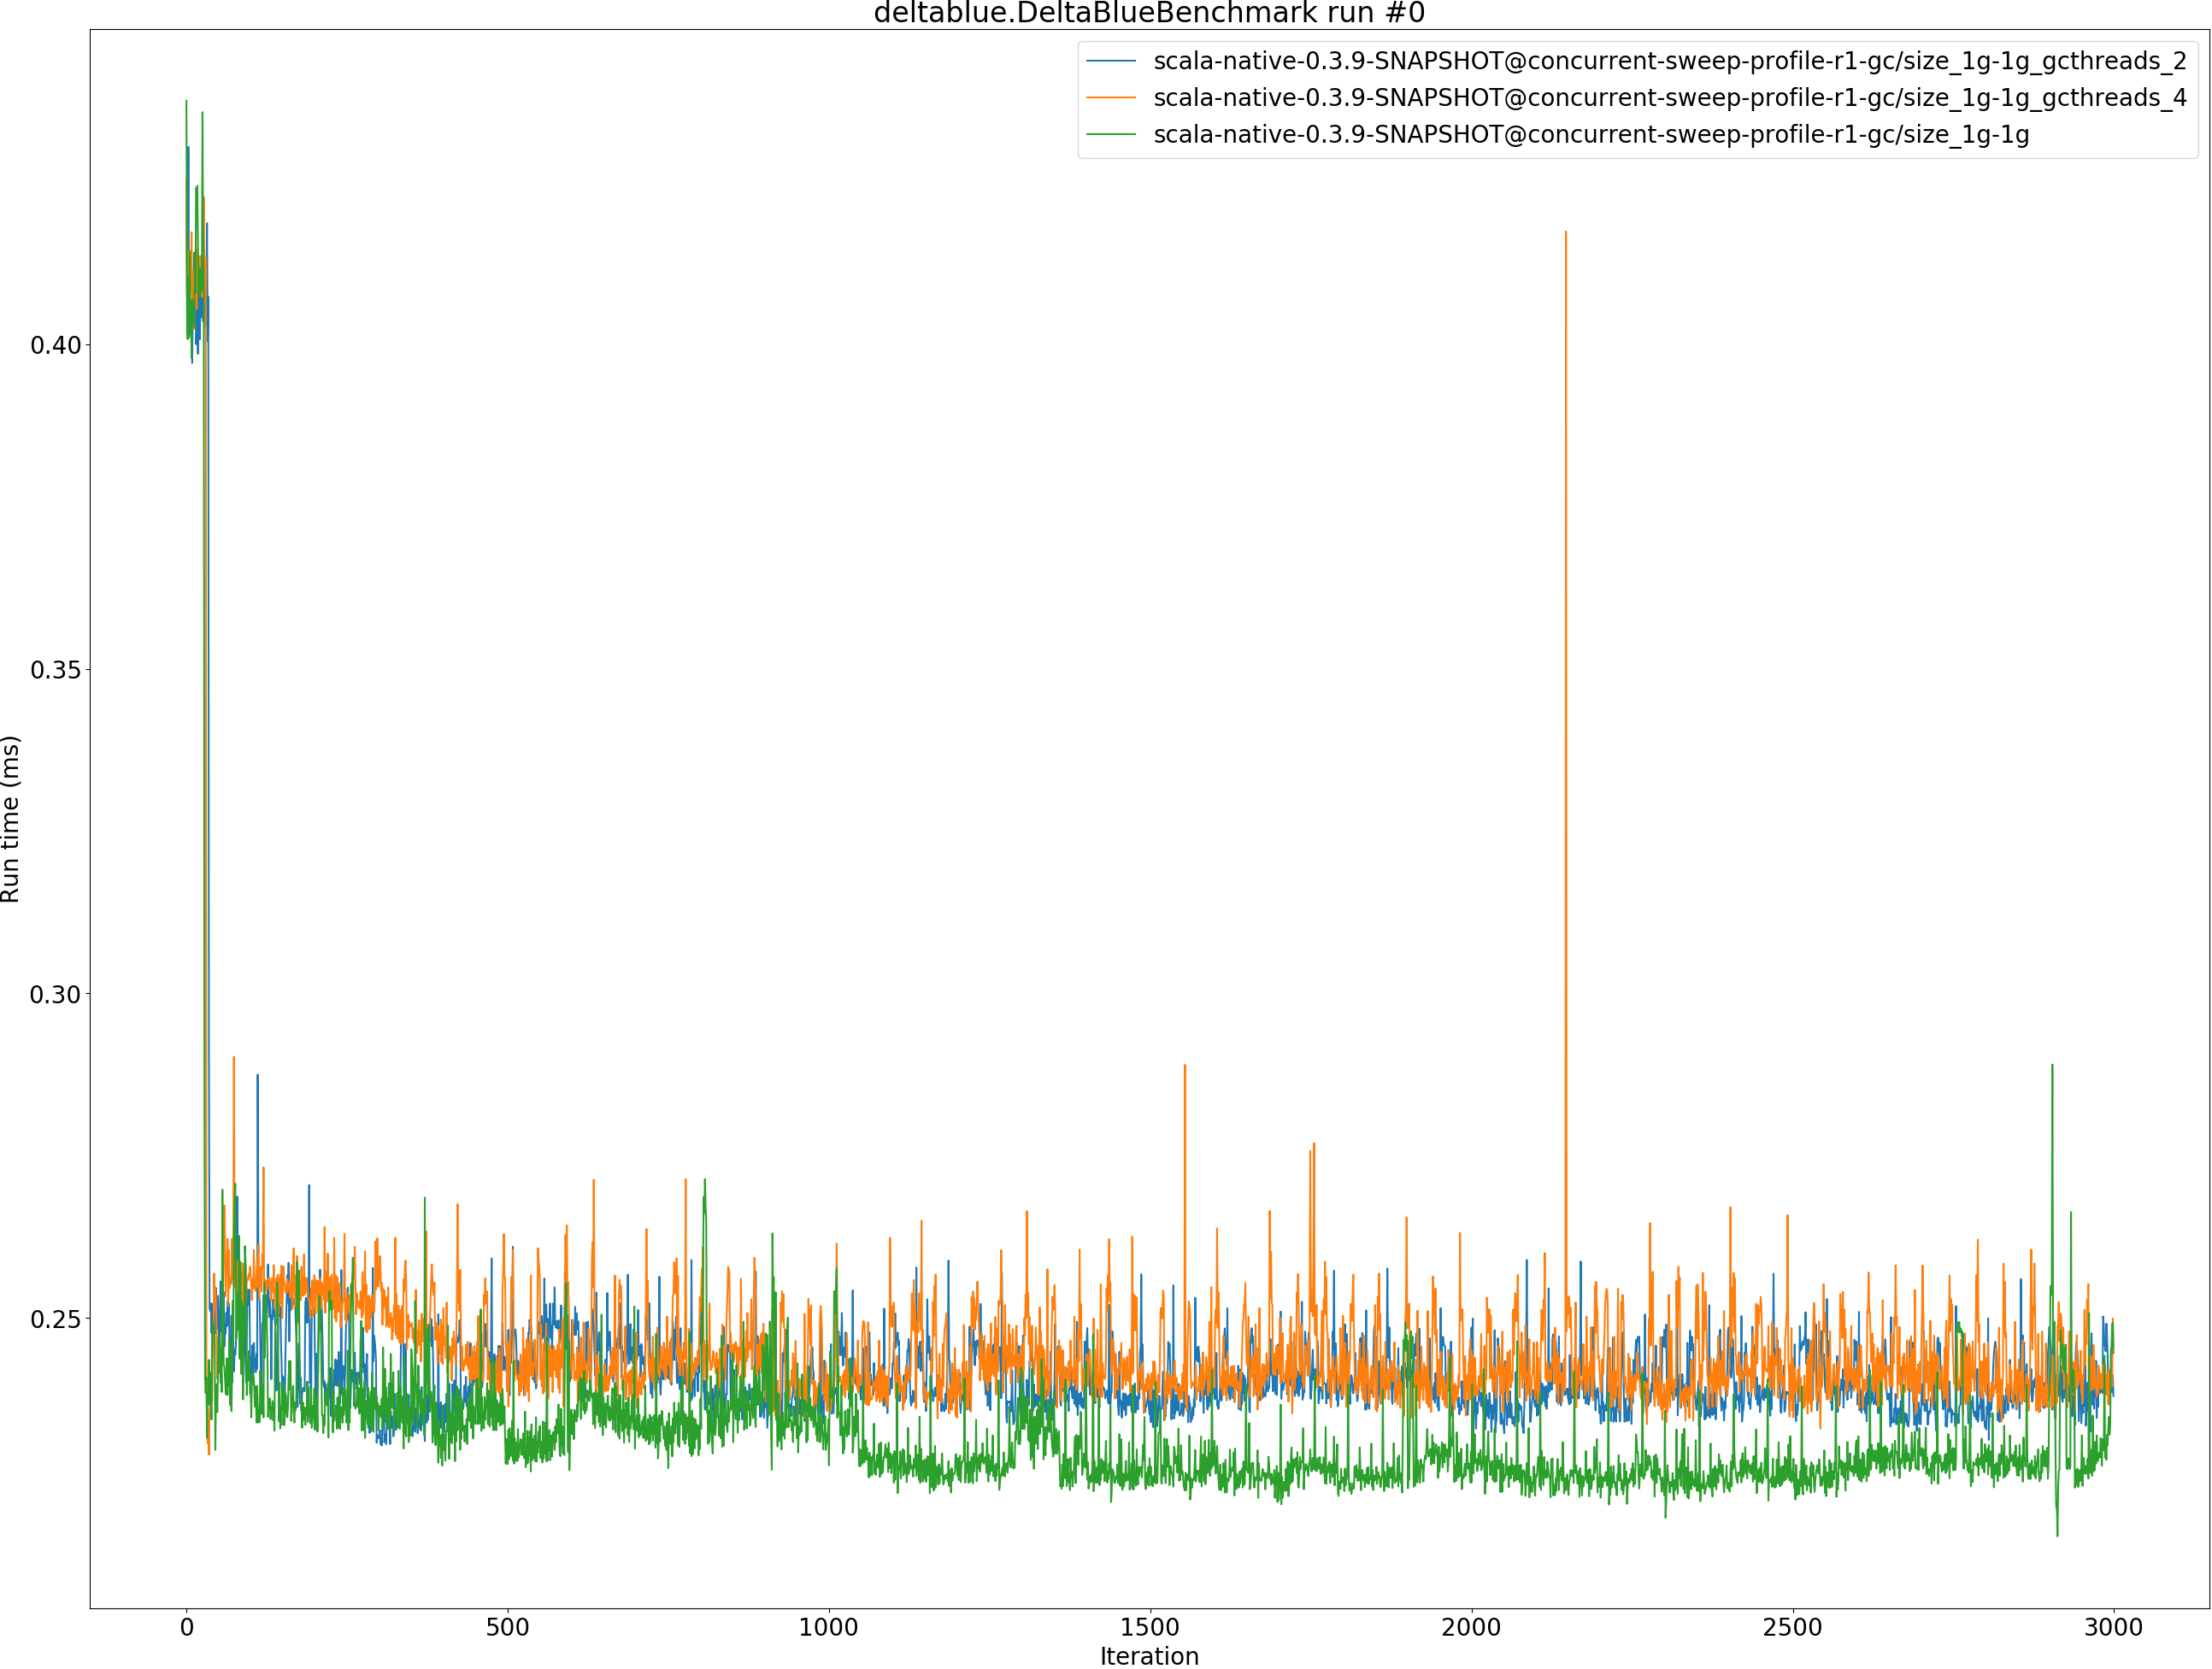 deltablue.DeltaBlueBenchmark run #0
scala-native-0.3.9-SNAPSHOT@concurrent-sweep-profile-r1-gc/size_1g-1g_gcthreads_2
scala-native-0.3.9-SNAPSHOT@concurrent-sweep-profile-r1-gc/size_1g-1g_gcthreads_4
scala-native-0.3.9-SNAPSHOT@concurrent-sweep-profile-r1-gc/size_1g-1g
0.40
0.35
0.30
0.25
Run time (ms)
0
500
1000
1500
2000
2500
3000
Iteration